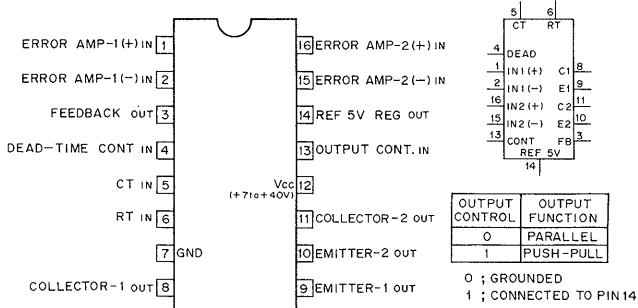 ERROR AMP-1(+) IN 1
ERROR AMP-1(-) IN 2
FEEDBACK OUT 3
DEAD-TIME CONT IN 4
CT IN 5
RT IN 6
7 GND
COLLECTOR-1 OUT 8
16 ERROR AMP-2(+) IN
15 ERROR AMP-2(-) IN
14 REF 5V REG OUT
13 OUTPUT CONT. IN
Vcc 12
(+7 to +40V)
11 COLLECTOR-2 OUT
10 EMITTER-2 OUT
9 EMITTER-1 OUT
5 6
CT RT
4 DEAD
1 IN1(+) C1 8
2 IN1(-) E1 9
16 IN2(+) C2 11
15 IN2(-) E2 10
13 CONT FB 3
REF 5V
14
OUTPUT CONTROL OUTPUT FUNCTION
0 PARALLEL
1 PUSH-PULL
0 ; GROUNDED
1 ; CONNECTED TO PIN 14